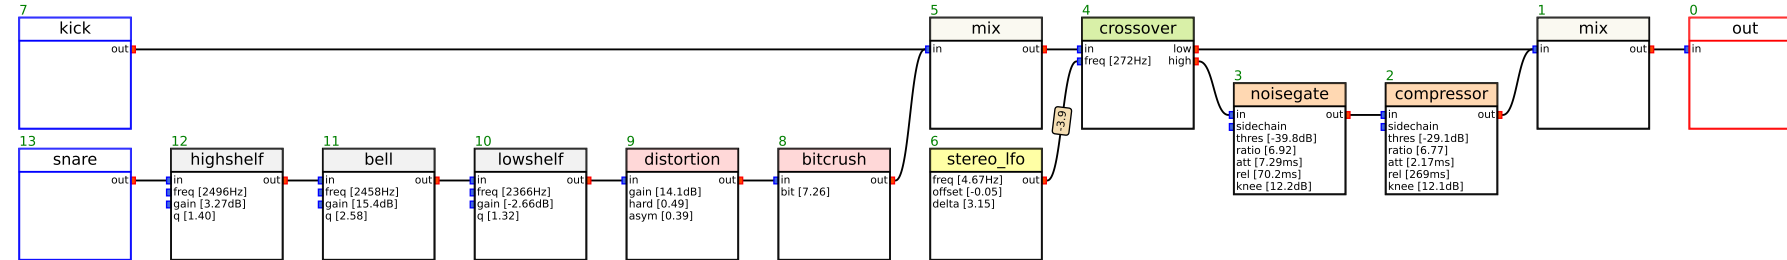 7
kick
out
5
mix
in out
4
crossover
in low
freq [272Hz] high
1
mix
in out
0
out
in
3
noisegate
in out
sidechain
thres [-39.8dB]
ratio [6.92]
att [7.29ms]
rel [70.2ms]
knee [12.2dB]
2
compressor
in out
sidechain
thres [-29.1dB]
ratio [6.77]
att [2.17ms]
rel [269ms]
knee [12.1dB]
-3.9
13
snare
out
12
highshelf
in out
freq [2496Hz]
gain [3.27dB]
q [1.40]
11
bell
in out
freq [2458Hz]
gain [15.4dB]
q [2.58]
10
lowshelf
in out
freq [2366Hz]
gain [-2.66dB]
q [1.32]
9
distortion
in out
gain [14.1dB]
hard [0.49]
asym [0.39]
8
bitcrush
in out
bit [7.26]
6
stereo_lfo
freq [4.67Hz] out
offset [-0.05]
delta [3.15]